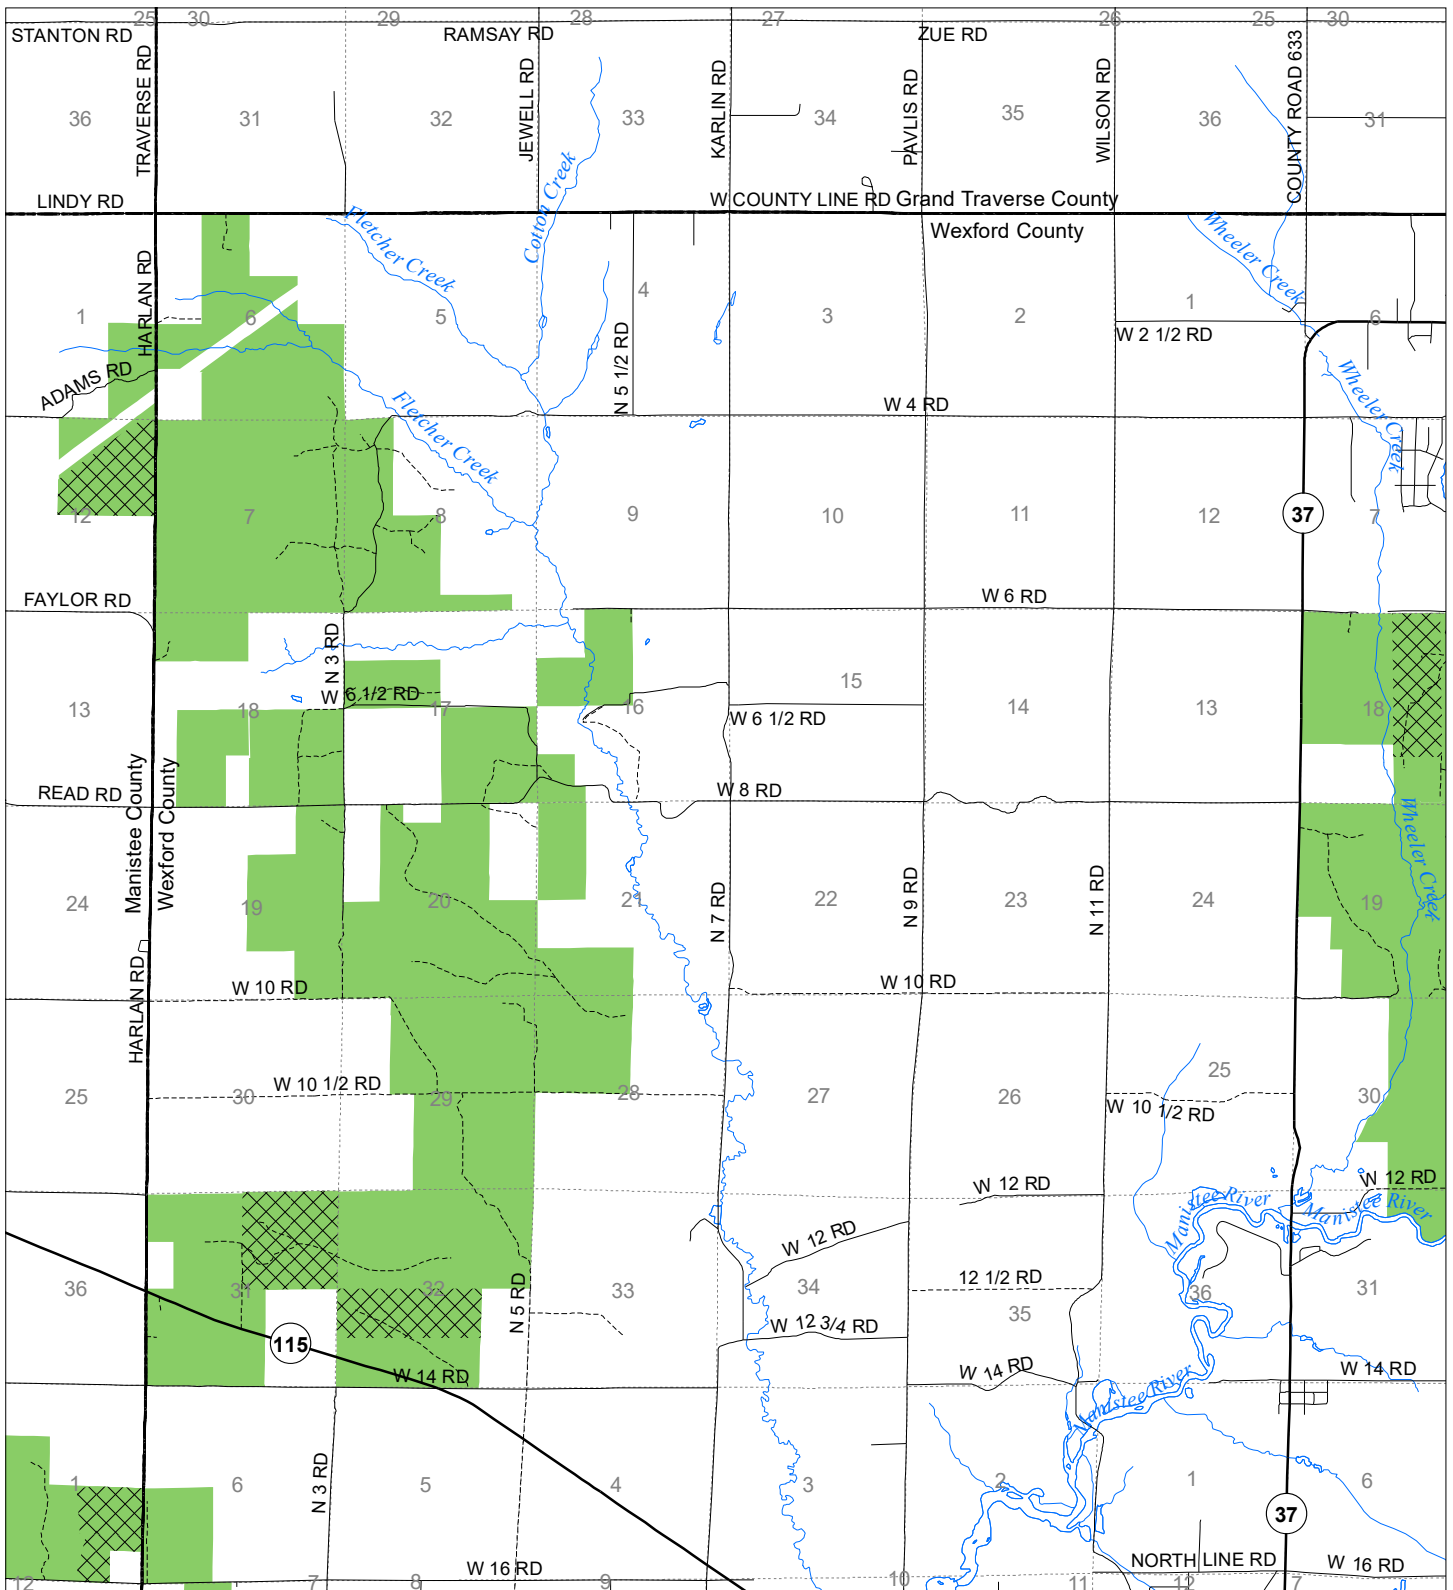 25 30 29 28 27 26 25 30
STANTON RD
RAMSAY RD
ZUE RD
TRAVERSE RD
JEWELL RD
KARLIN RD
PAVLIS RD
WILSON RD
COUNTY ROAD 633
36 31 32 33 34 35 36 31
LINDY RD
W COUNTY LINE RD
Grand Traverse County
Wexford County
Fletcher Creek
Cotton Creek
Wheeler Creek
HARLAN RD
1 6 5 4 3 2 1 6
N 5 1/2 RD
W 2 1/2 RD
ADAMS RD
W 4 RD
Fletcher Creek
Wheeler Creek
12 7 8 9 10 11 12 7
37
FAYLOR RD
W 6 RD
N 3 RD
W 6 1/2 RD
W 6 1/2 RD
13 18 17 16 15 14 13 18
Manistee County
Wexford County
READ RD
W 8 RD
Wheeler Creek
24 19 20 21 22 23 24 19
N 7 RD
N 9 RD
N 11 RD
HARLAN RD
W 10 RD
W 10 RD
W 10 1/2 RD
W 10 1/2 RD
25 30 29 28 27 26 25 30
W 12 RD
W 12 RD
W 12 RD
Manistee River
Manistee River
36 31 32 33 34 35 36 31
12 1/2 RD
N 5 RD
W 12 3/4 RD
115
W 14 RD
W 14 RD
W 14 RD
Manistee River
N 3 RD
1 6 5 4 3 2 1 6
37
W 16 RD
NORTH LINE RD
W 16 RD
12 7 8 9 10 11 12 7